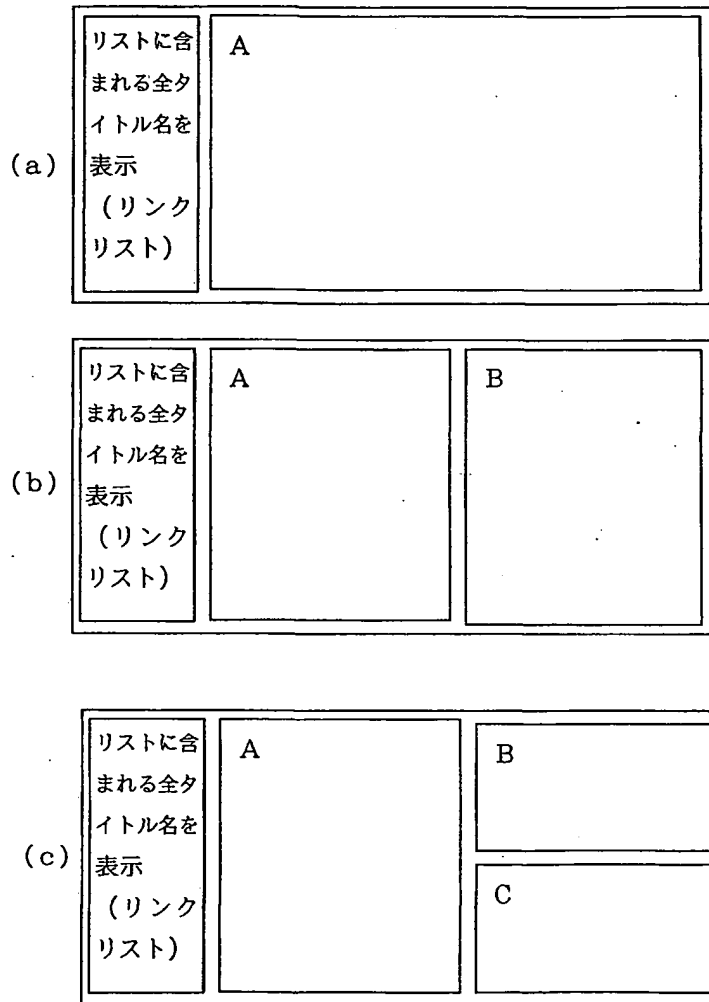 (a)
リストに含
まれる全タ
イトル名を
表示
(リンク
リスト)
A
(b)
リストに含
まれる全タ
イトル名を
表示
(リンク
リスト)
A
B
(c)
リストに含
まれる全タ
イトル名を
表示
(リンク
リスト)
A
B
C